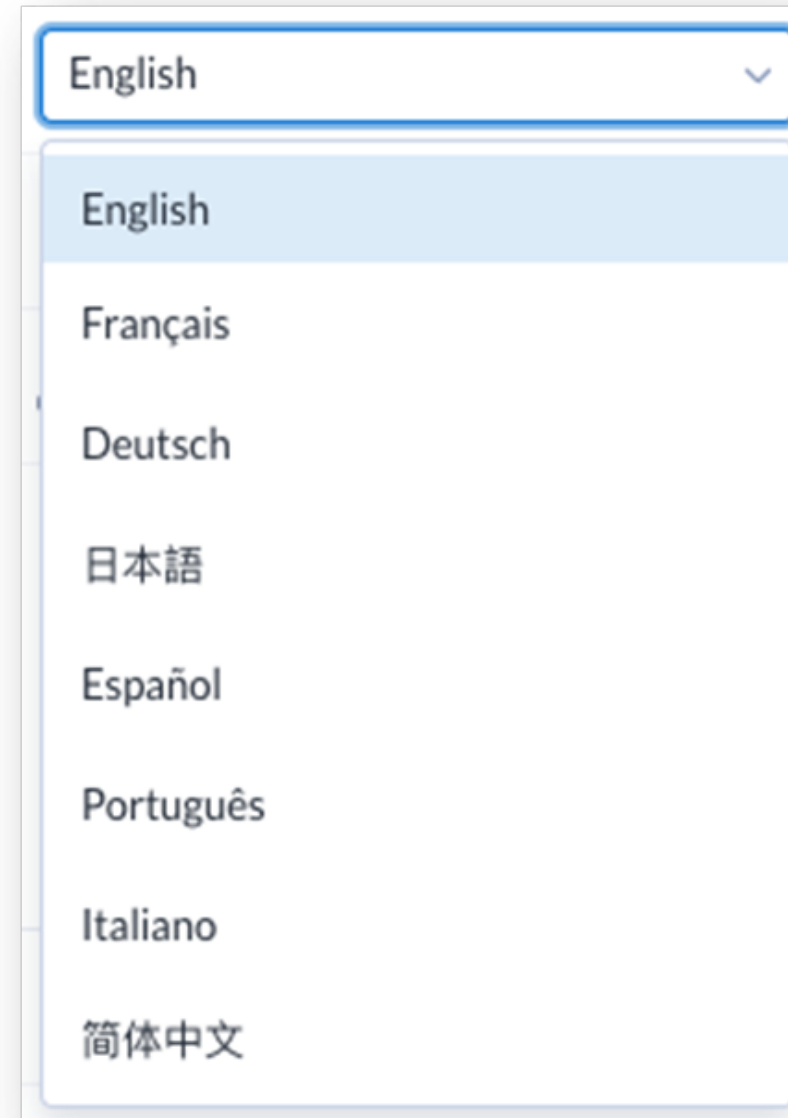 English
English
Français
Deutsch
日本語
Español
Português
Italiano
简体中文